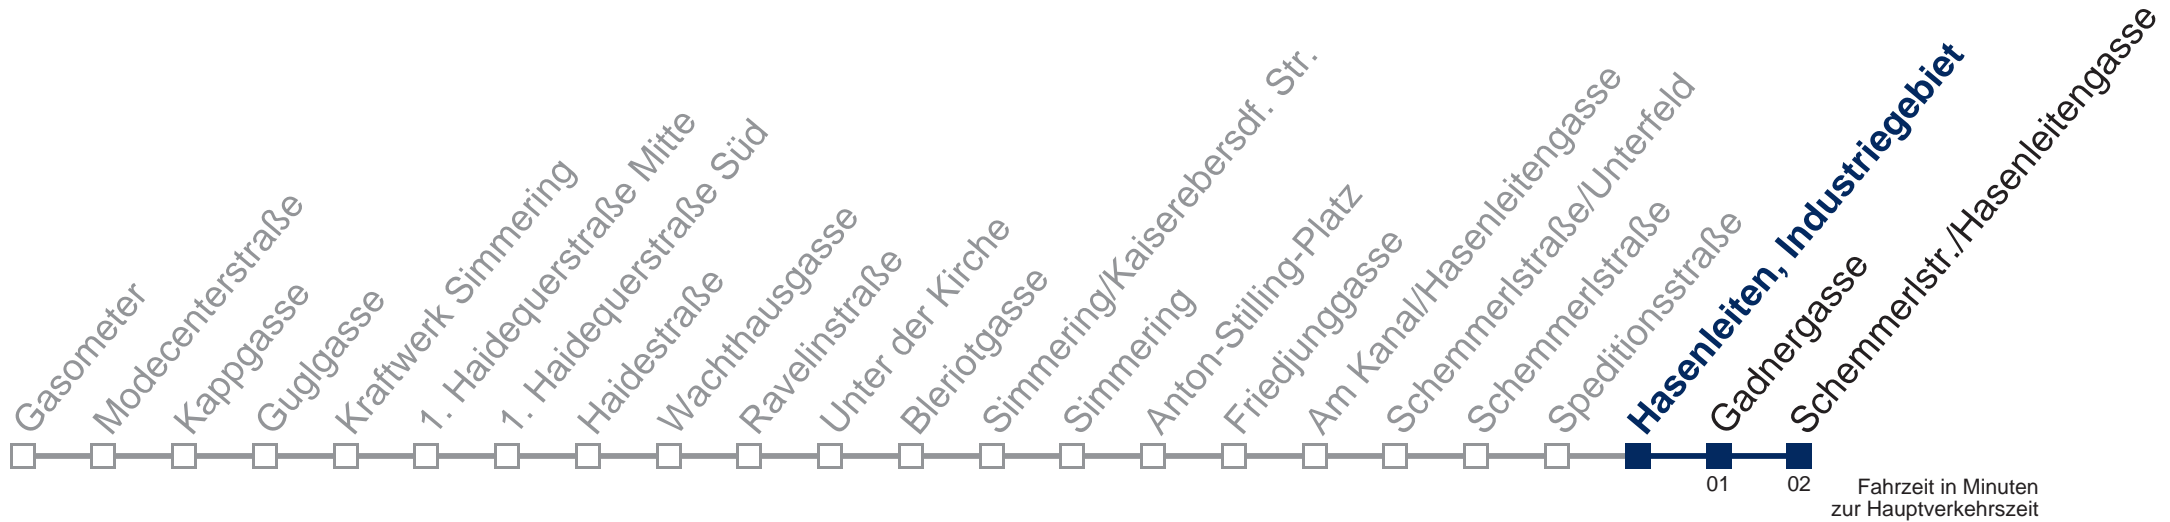 Gasometer
Modecenterstraße
Kappgasse
Guglgasse
Kraftwerk Simmering
1. Haidequerstraße Mitte
1. Haidequerstraße Süd
Haidestraße
Wachthausgasse
Ravelinstraße
Unter der Kirche
Bleriotgasse
Simmering/Kaiserebersdf. Str.
Simmering
Anton-Stilling-Platz
Friedjunggasse
Am Kanal/Hasenleitengasse
Schemmerlstraße/Unterfeld
Schemmerlstraße
Speditionsstraße
Hasenleiten, Industriegebiet
Gadnergasse
Schemmerlstr./Hasenleitengasse
01
02
Fahrzeit in Minuten
zur Hauptverkehrszeit